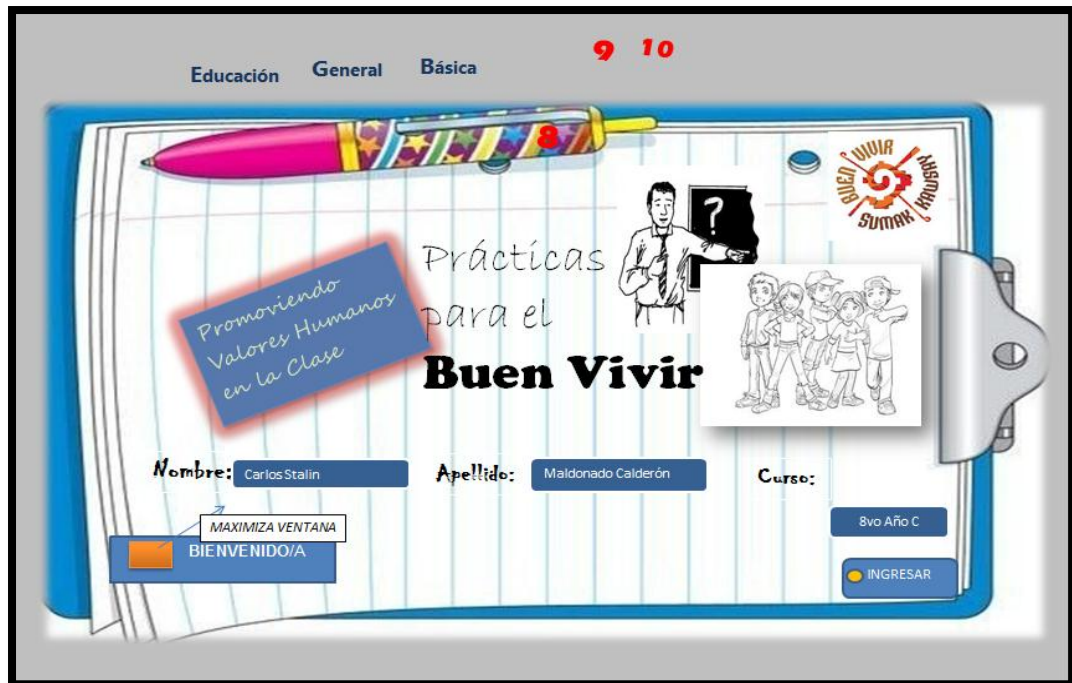 Educación General Básica
9 10
8
BUEN VIVIR
SUMAK KAWSAY
?
Prácticas
para el
Buen Vivir
Promoviendo
Valores Humanos
en la Clase
Nombre: Carlos Stalin
Apellido: Maldonado Calderón
Curso:
8vo Año C
MAXIMIZA VENTANA
BIENVENIDO/A
INGRESAR